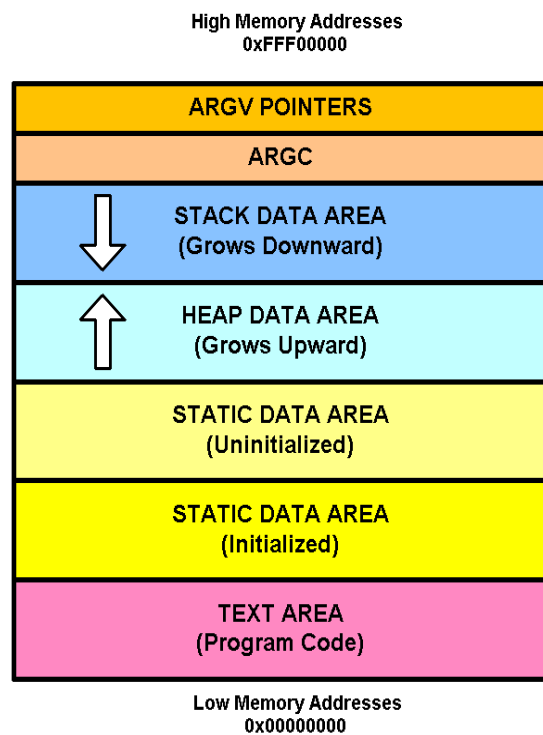 High Memory Addresses
0xFFF00000
ARGV POINTERS
ARGC
STACK DATA AREA
(Grows Downward)
HEAP DATA AREA
(Grows Upward)
STATIC DATA AREA
(Uninitialized)
STATIC DATA AREA
(Initialized)
TEXT AREA
(Program Code)
Low Memory Addresses
0x00000000